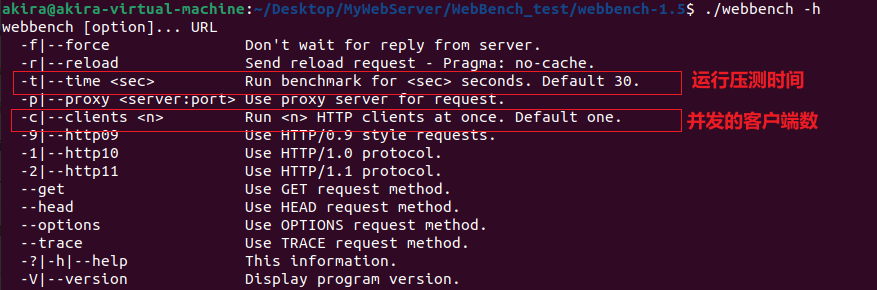 akira@akira-virtual-machine:~/Desktop/MyWebServer/WebBench_test/webbench-1.5$ ./webbench -h
webbench [option]... URL
-f|--force Don't wait for reply from server.
-r|--reload Send reload request - Pragma: no-cache.
-t|--time <sec> Run benchmark for <sec> seconds. Default 30. 运行压测时间
-p|--proxy <server:port> Use proxy server for request.
-c|--clients <n> Run <n> HTTP clients at once. Default one. 并发的客户端数
-9|--http09 Use HTTP/0.9 style requests.
-1|--http10 Use HTTP/1.0 protocol.
-2|--http11 Use HTTP/1.1 protocol.
--get Use GET request method.
--head Use HEAD request method.
--options Use OPTIONS request method.
--trace Use TRACE request method.
-?|-h|--help This information.
-V|--version Display program version.